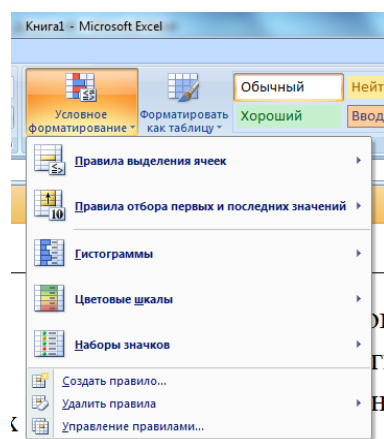 Книга1 - Microsoft Excel
Условное форматирование
Форматировать как таблицу
Обычный
Хороший
Правила выделения ячеек
Правила отбора первых и последних значений
Гистограммы
Цветовые шкалы
Наборы значков
Создать правило...
Удалить правила
Управление правилами...